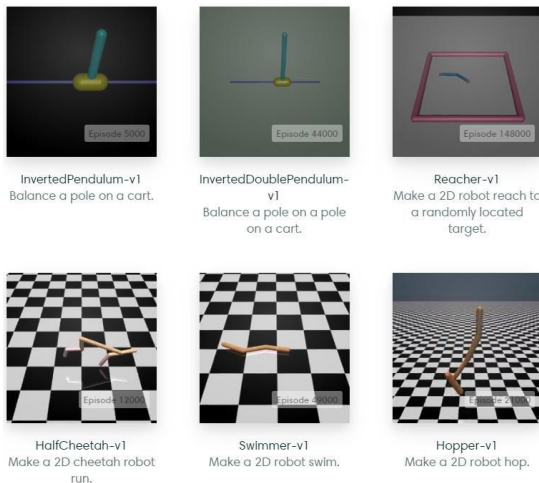 Episode 5000
Episode 44000
Episode 148000
InvertedPendulum-v1
Balance a pole on a cart.
InvertedDoublePendulum-
v1
Balance a pole on a pole
on a cart.
Reacher-v1
Make a 2D robot reach to
a randomly located
target.
Episode 12000
Episode 49000
Episode 21000
HalfCheetah-v1
Make a 2D cheetah robot
run.
Swimmer-v1
Make a 2D robot swim.
Hopper-v1
Make a 2D robot hop.